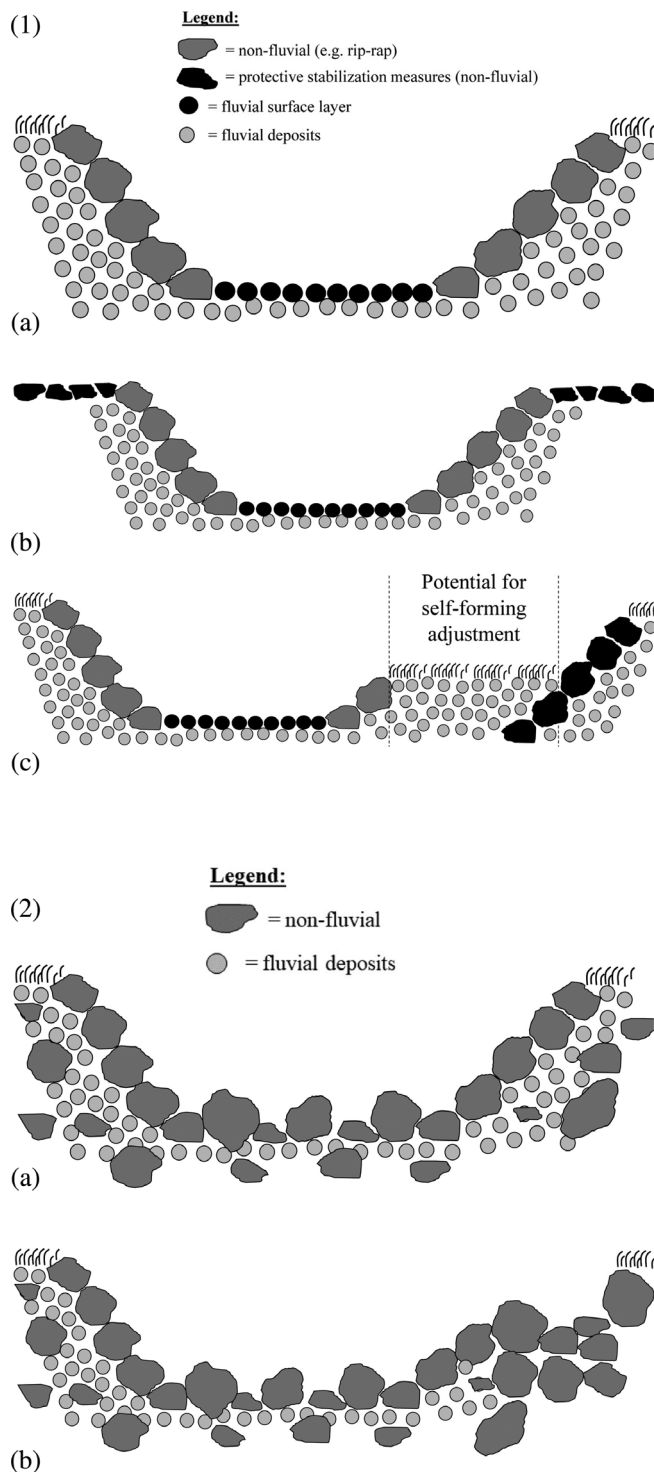 (1)
Legend:
= non-fluvial (e.g. rip-rap)
= protective stabilization measures (non-fluvial)
= fluvial surface layer
= fluvial deposits
(a)
(b)
Potential for
self-forming
adjustment
(c)
(2)
Legend:
= non-fluvial
= fluvial deposits
(a)
(b)